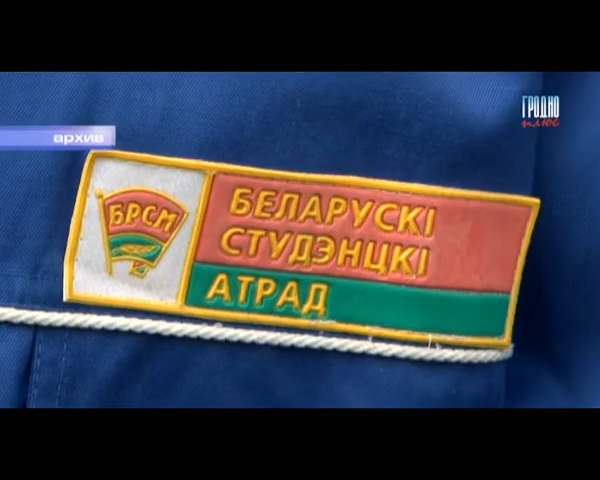 ГРОДНО
плюс
архив
БРСМ
БЕЛАРУСКІ
СТУДЭНЦКІ
АТРАД